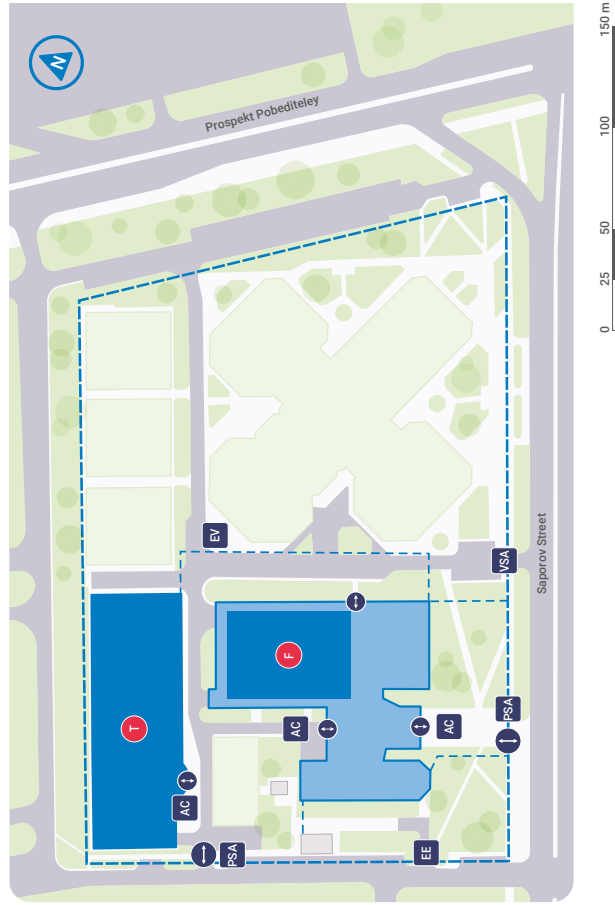 N
Prospekt Pobediteley
EV
T
F
AC
AC
AC
PSA
EE
PSA
VSA
Saporov Street
0
25
50
100
150 m